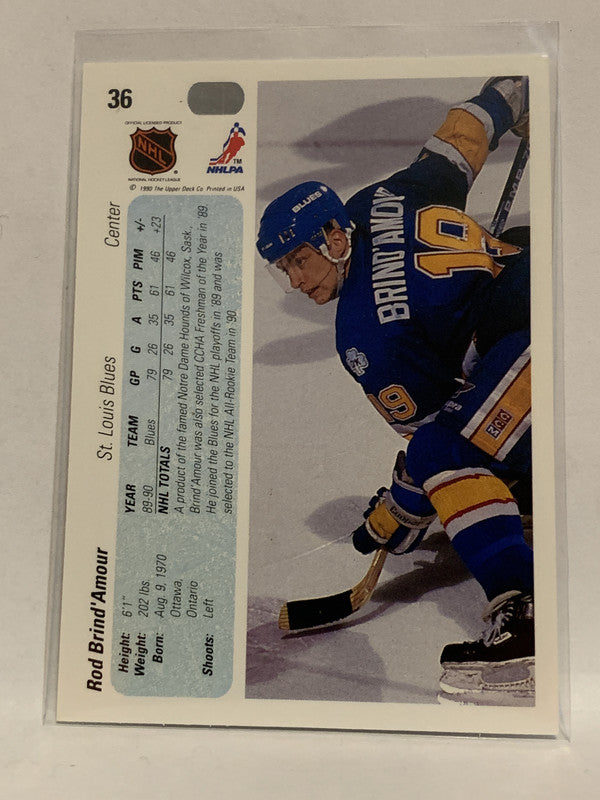 36
OFFICIAL LICENSED PRODUCT
NHL
NATIONAL HOCKEY LEAGUE
TM
NHLPA
© 1990 The Upper Deck Co. Printed in USA
Rod Brind'Amour St. Louis Blues Center
Height: 6'1"
Weight: 202 lbs.
Born: Aug. 9, 1970
Ottawa,
Ontario
Shoots: Left
YEAR TEAM GP G A PTS PIM +/-
89-90 Blues 79 26 35 61 46 +23
NHL TOTALS 79 26 35 61 46
A product of the famed Notre Dame Hounds of Wilcox, Sask.,
Brind'Amour was also selected CCHA Freshman of the Year in '89.
He joined the Blues for the NHL playoffs in '89 and was
selected to the NHL All-Rookie Team in '90.
BLUES
BRIND'AMOU
19
19